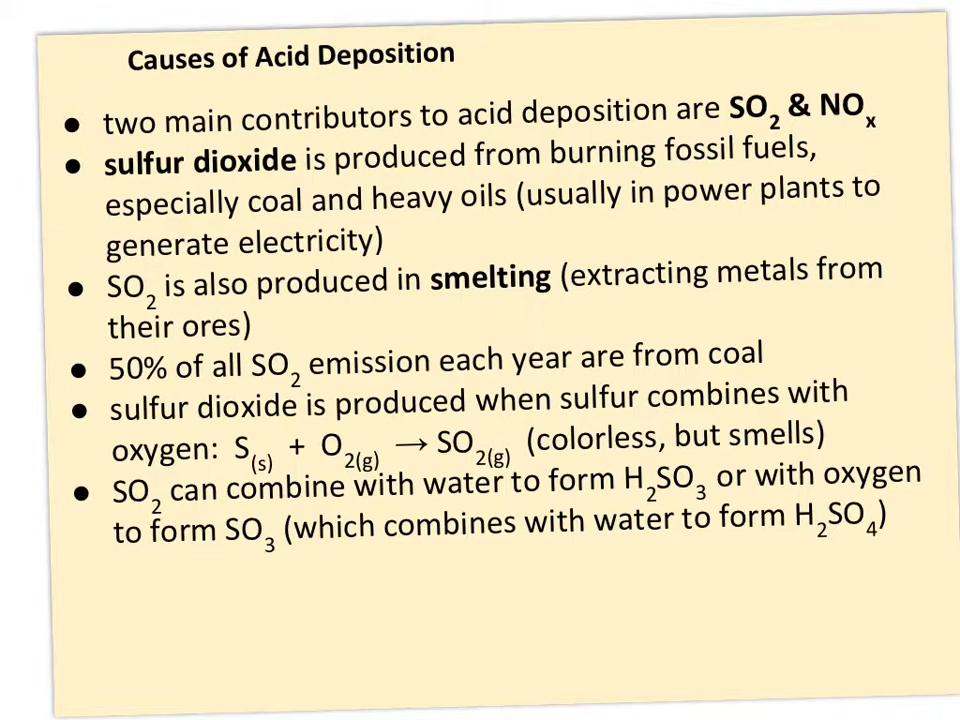 Causes of Acid Deposition
● two main contributors to acid deposition are SO₂ & NOₓ
● sulfur dioxide is produced from burning fossil fuels,
especially coal and heavy oils (usually in power plants to
generate electricity)
● SO₂ is also produced in smelting (extracting metals from
their ores)
● 50% of all SO₂ emission each year are from coal
● sulfur dioxide is produced when sulfur combines with
oxygen: S₍s₎ + O₂₍g₎ → SO₂₍g₎ (colorless, but smells)
● SO₂ can combine with water to form H₂SO₃ or with oxygen
to form SO₃ (which combines with water to form H₂SO₄)